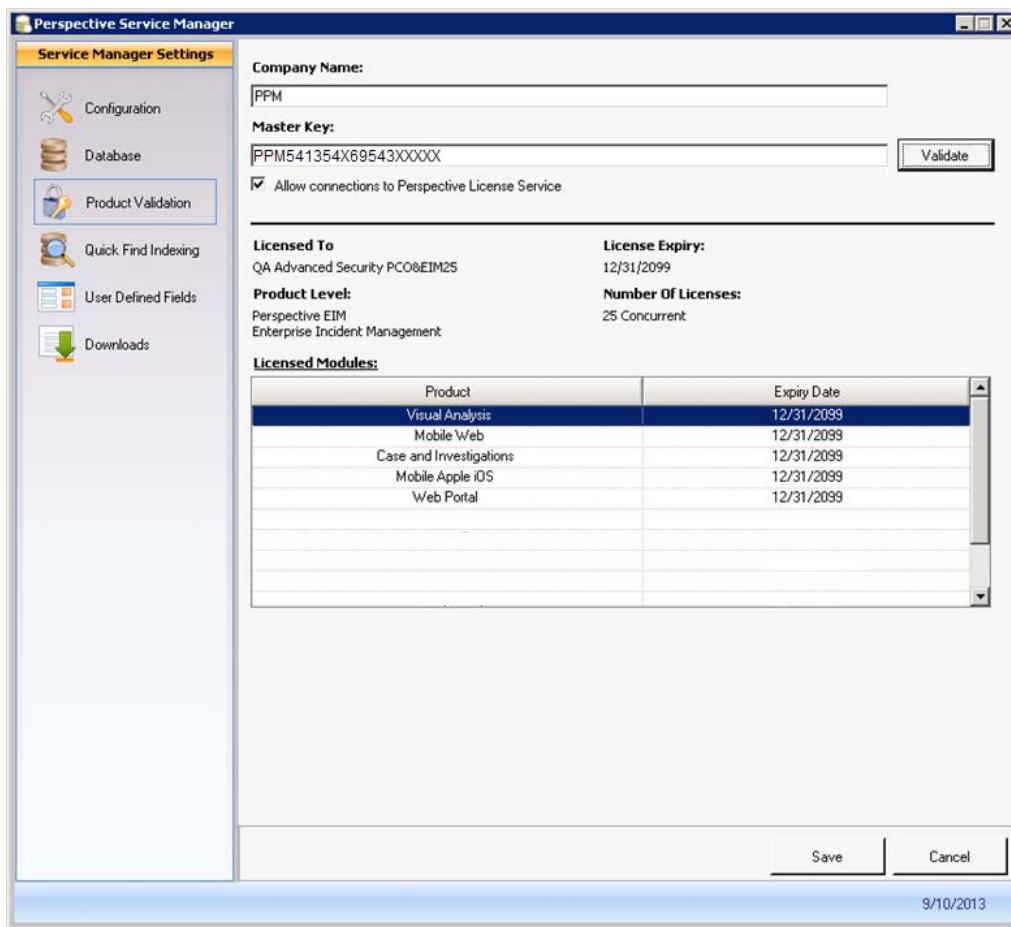 Perspective Service Manager
Service Manager Settings
Configuration
Database
Product Validation
Quick Find Indexing
User Defined Fields
Downloads
Company Name:
PPM
Master Key:
PPM541354X69543XXXXX
Validate
Allow connections to Perspective License Service
Licensed To
QA Advanced Security PCO&EIM25
License Expiry:
12/31/2099
Product Level:
Perspective EIM
Enterprise Incident Management
Number Of Licenses:
25 Concurrent
Licensed Modules:
Product Expiry Date
Visual Analysis 12/31/2099
Mobile Web 12/31/2099
Case and Investigations 12/31/2099
Mobile Apple iOS 12/31/2099
Web Portal 12/31/2099
Save Cancel
9/10/2013